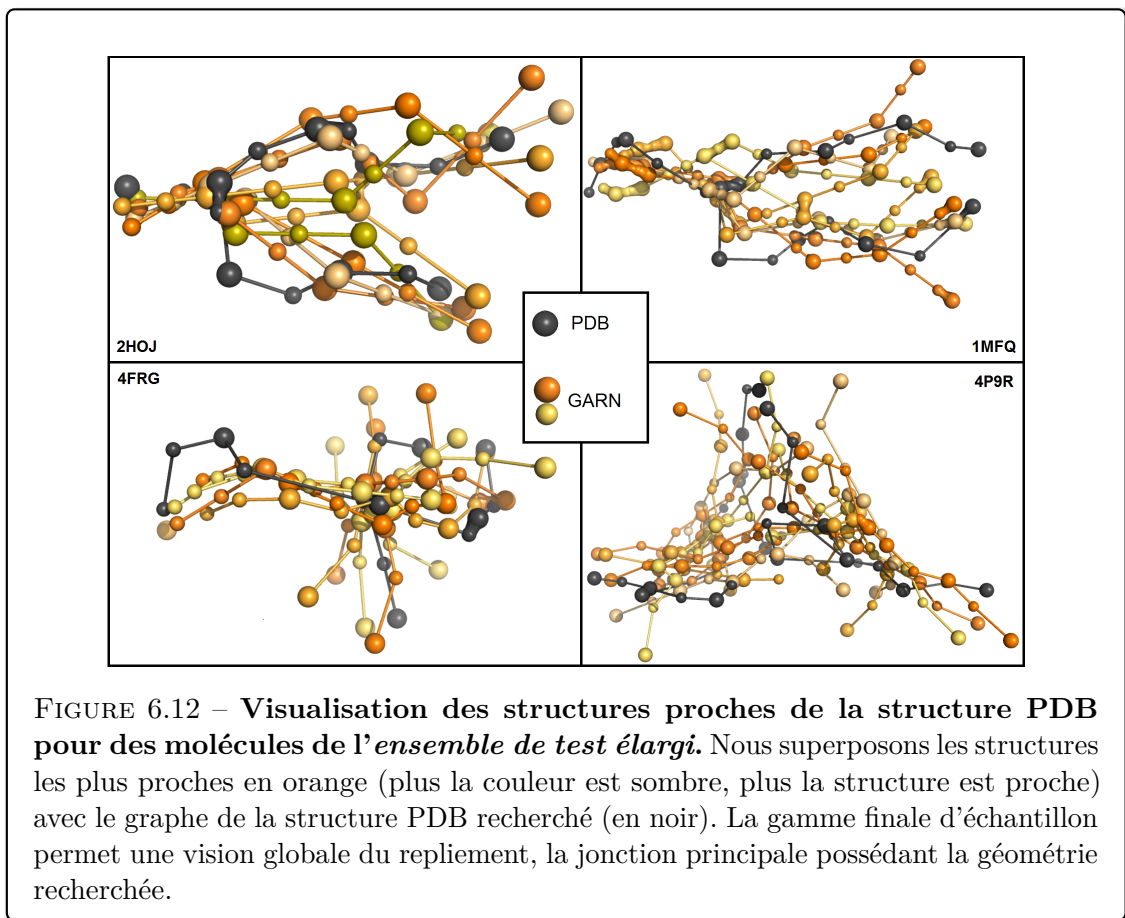 2HOJ
1MFQ
PDB
GARN
4FRG
4P9R
FIGURE 6.12 – Visualisation des structures proches de la structure PDB
pour des molécules de l'ensemble de test élargi. Nous superposons les structures
les plus proches en orange (plus la couleur est sombre, plus la structure est proche)
avec le graphe de la structure PDB recherché (en noir). La gamme finale d'échantillon
permet une vision globale du repliement, la jonction principale possédant la géométrie
recherchée.